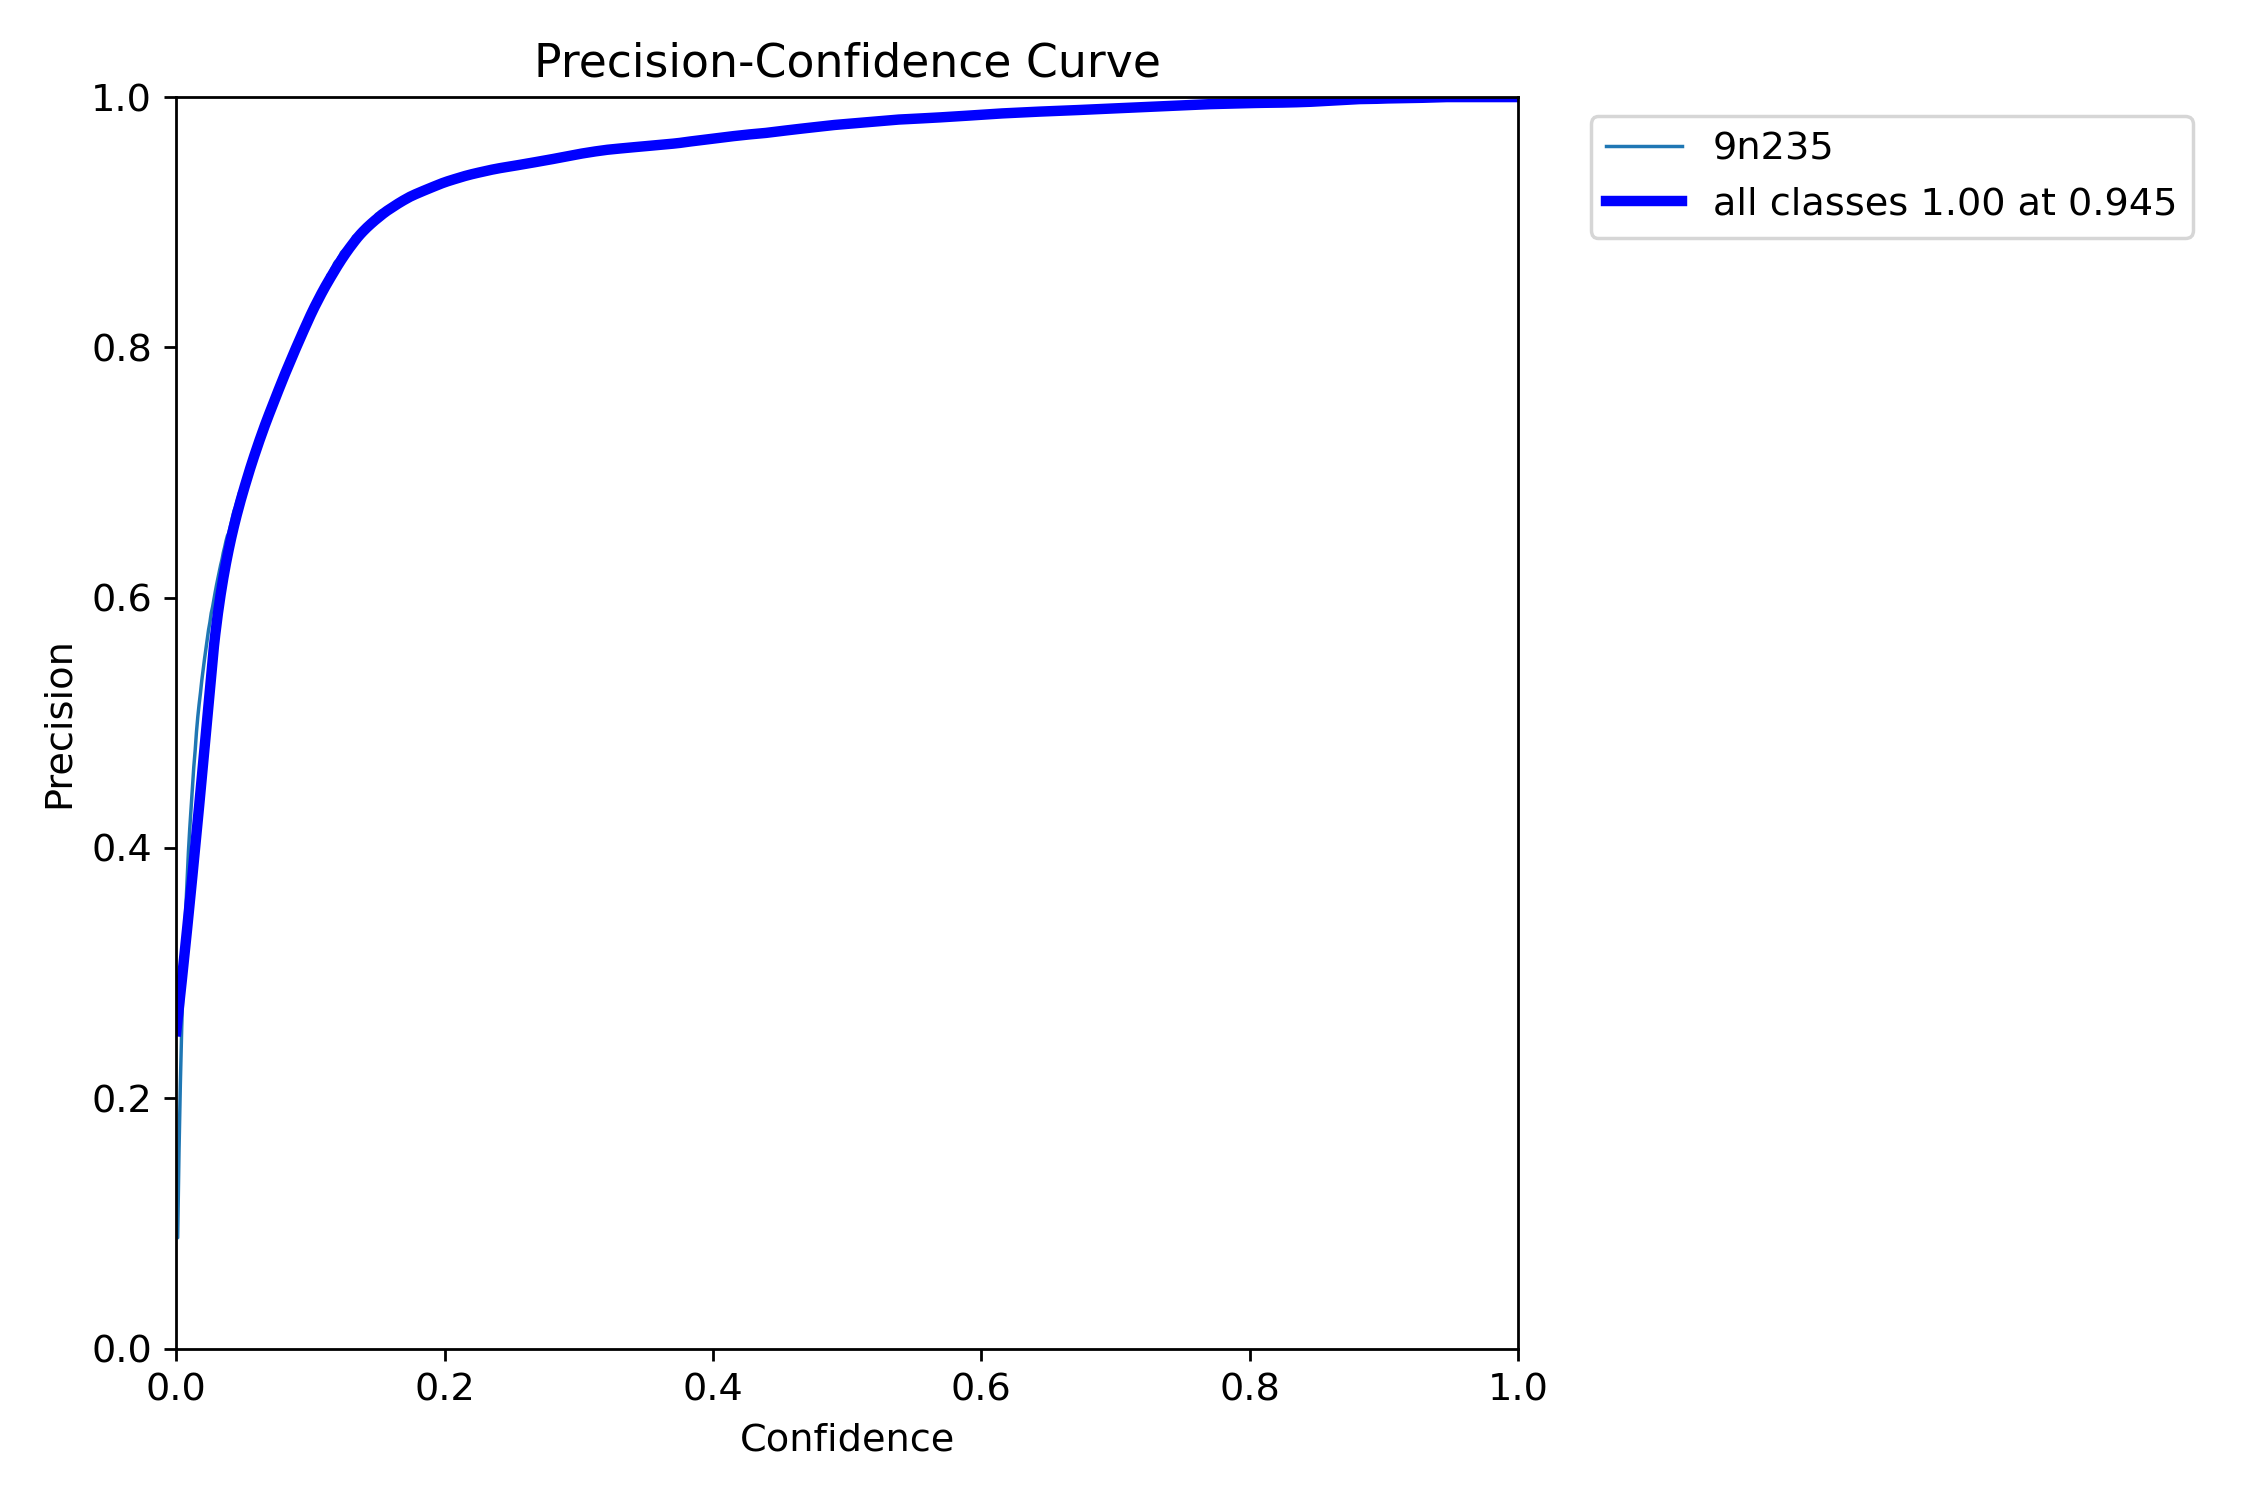 Precision-Confidence Curve
1.0
0.8
0.6
0.4
0.2
0.0
Precision
0.0 0.2 0.4 0.6 0.8 1.0
Confidence
9n235
all classes 1.00 at 0.945